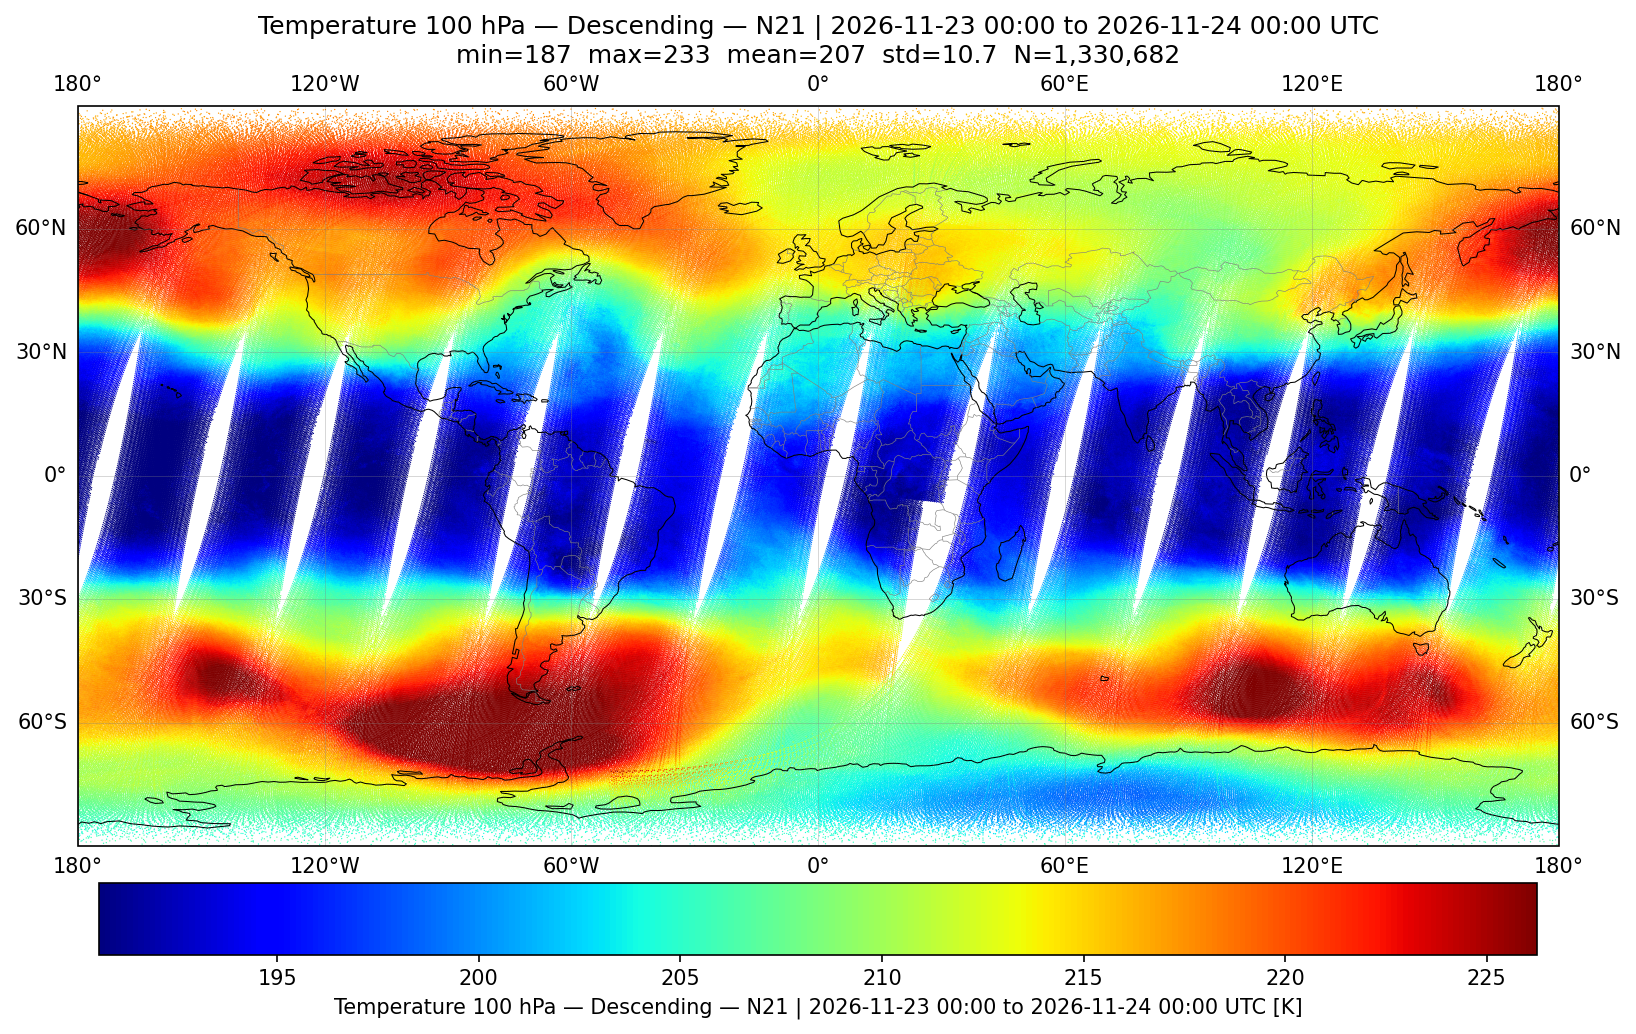 Temperature 100 hPa — Descending — N21 | 2026-11-23 00:00 to 2026-11-24 00:00 UTC
min=187  max=233  mean=207  std=10.7  N=1,330,682
180° 120°W 60°W 0° 60°E 120°E 180°
60°N 60°N
30°N 30°N
0° 0°
30°S 30°S
60°S 60°S
180° 120°W 60°W 0° 60°E 120°E 180°
195 200 205 210 215 220 225
Temperature 100 hPa — Descending — N21 | 2026-11-23 00:00 to 2026-11-24 00:00 UTC [K]